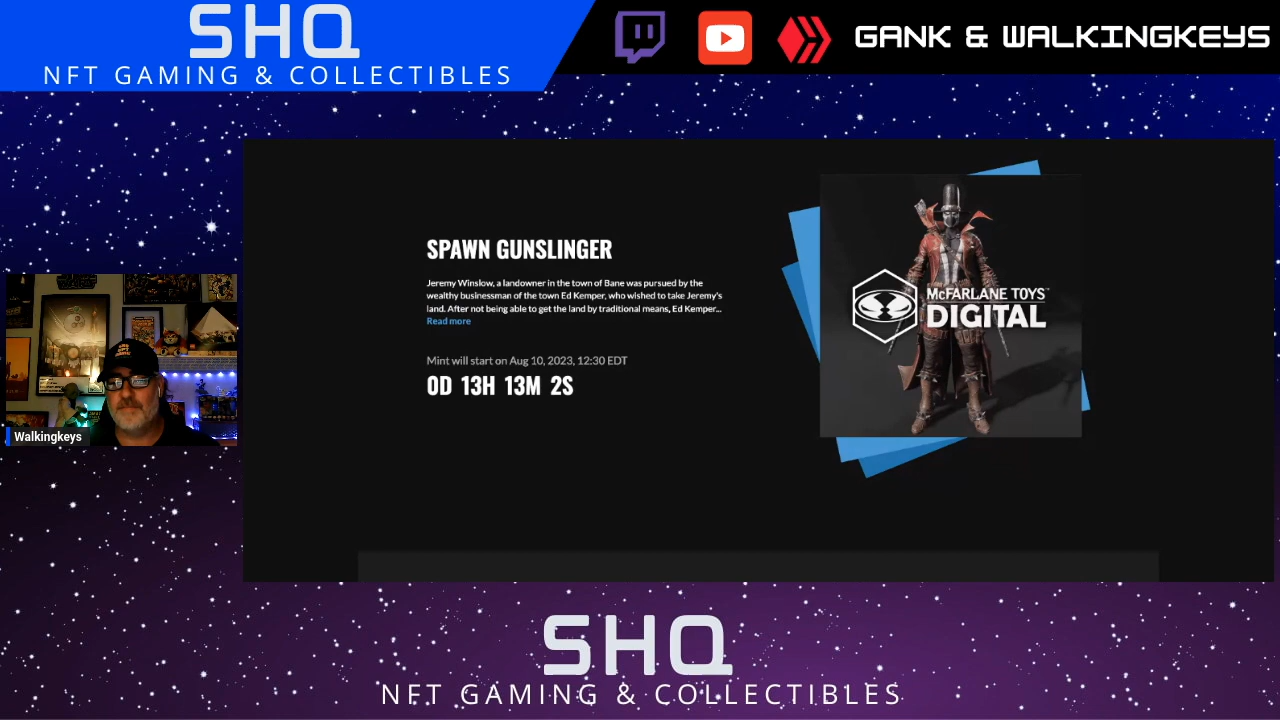 SHQ
NFT GAMING & COLLECTIBLES
GANK & WALKINGKEYS
SPAWN GUNSLINGER
Jeremy Winslow, a landowner in the town of Bane was pursued by the
wealthy businessman of the town Ed Kemper, who wished to take Jeremy's
land. After not being able to get the land by traditional means, Ed Kemper...
Read more
Mint will start on Aug 10, 2023, 12:30 EDT
0D 13H 13M 2S
McFARLANE TOYS™
DIGITAL
Walkingkeys
SHQ
NFT GAMING & COLLECTIBLES